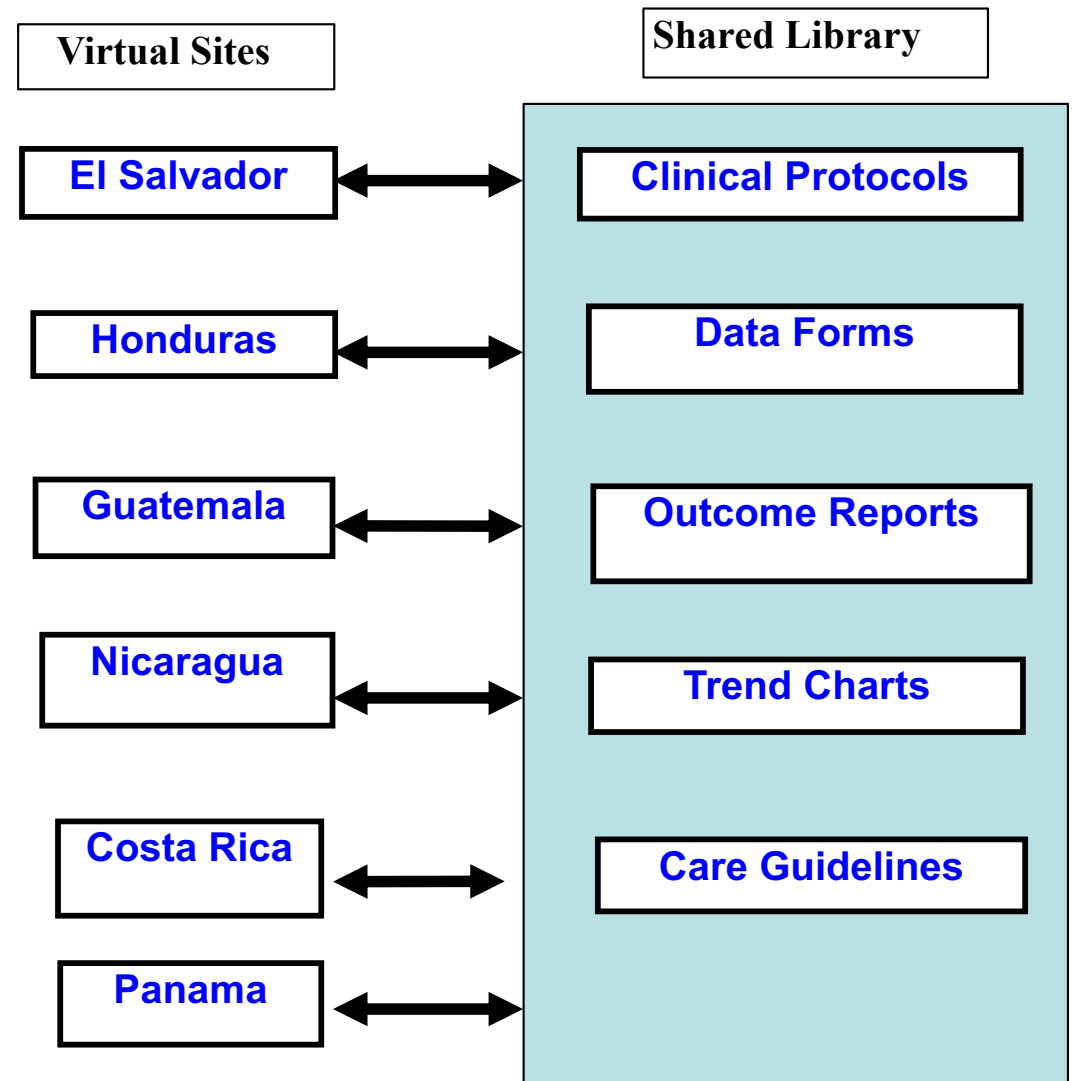 Virtual Sites
Shared Library
El Salvador
Clinical Protocols
Honduras
Data Forms
Guatemala
Outcome Reports
Nicaragua
Trend Charts
Costa Rica
Care Guidelines
Panama